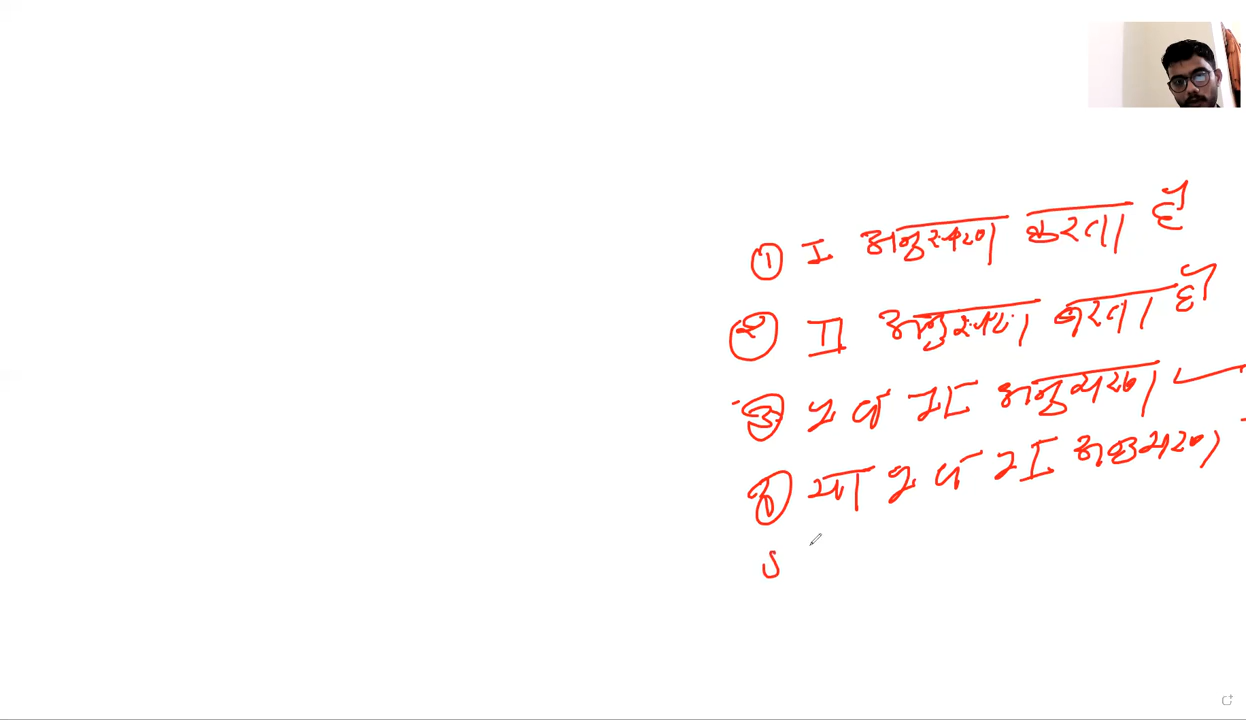 ① I अनुसरण करता है
② II अनुसरण करता है
③ I व II अनुसरण
④ या I व II अनुसरण
5